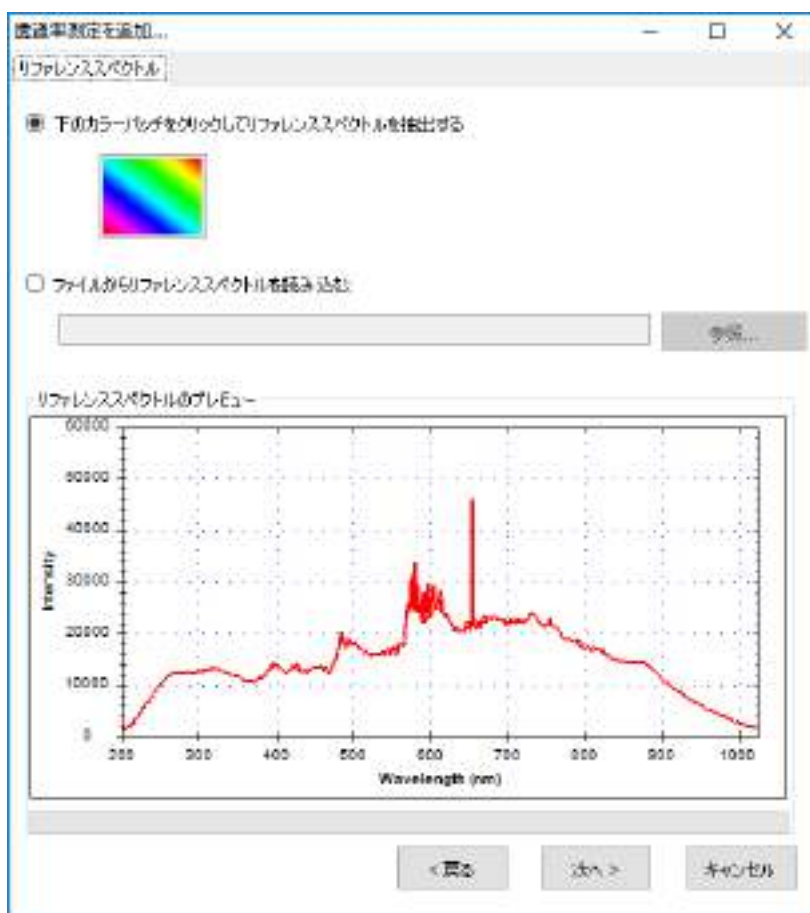 透過率測定を追加...
リファレンススペクトル
下のカラーパッチをクリックしてリファレンススペクトルを抽出する
ファイルからリファレンススペクトルを読み込む:
参照...
リファレンススペクトルのプレビュー
60000
50000
40000
30000
20000
10000
0
Intensity
200 300 400 500 600 700 800 900 1000
Wavelength (nm)
< 戻る 次へ > キャンセル